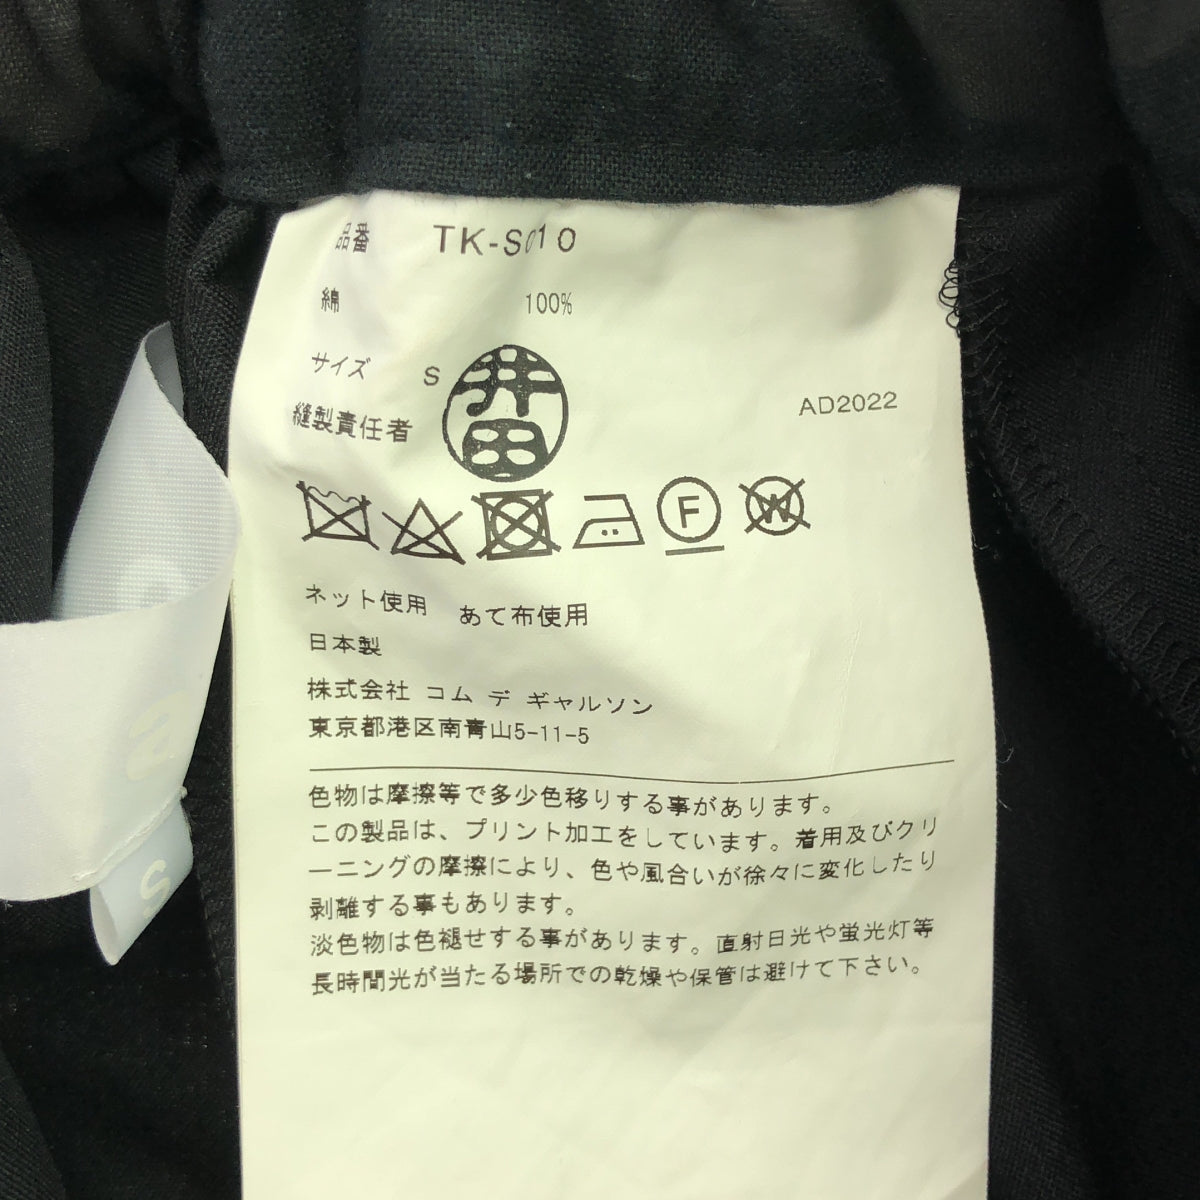 品番 TK-S010
綿 100%
サイズ S
井田
縫製責任者
AD2022
F
W
ネット使用 あて布使用
日本製
株式会社 コム デ ギャルソン
東京都港区南青山5-11-5
色物は摩擦等で多少色移りする事があります。
この製品は、プリント加工をしています。着用及びクリ
ーニングの摩擦により、色や風合いが徐々に変化したり
剥離する事もあります。
淡色物は色褪せする事があります。直射日光や蛍光灯等
長時間光が当たる場所での乾燥や保管は避けて下さい。
a
S